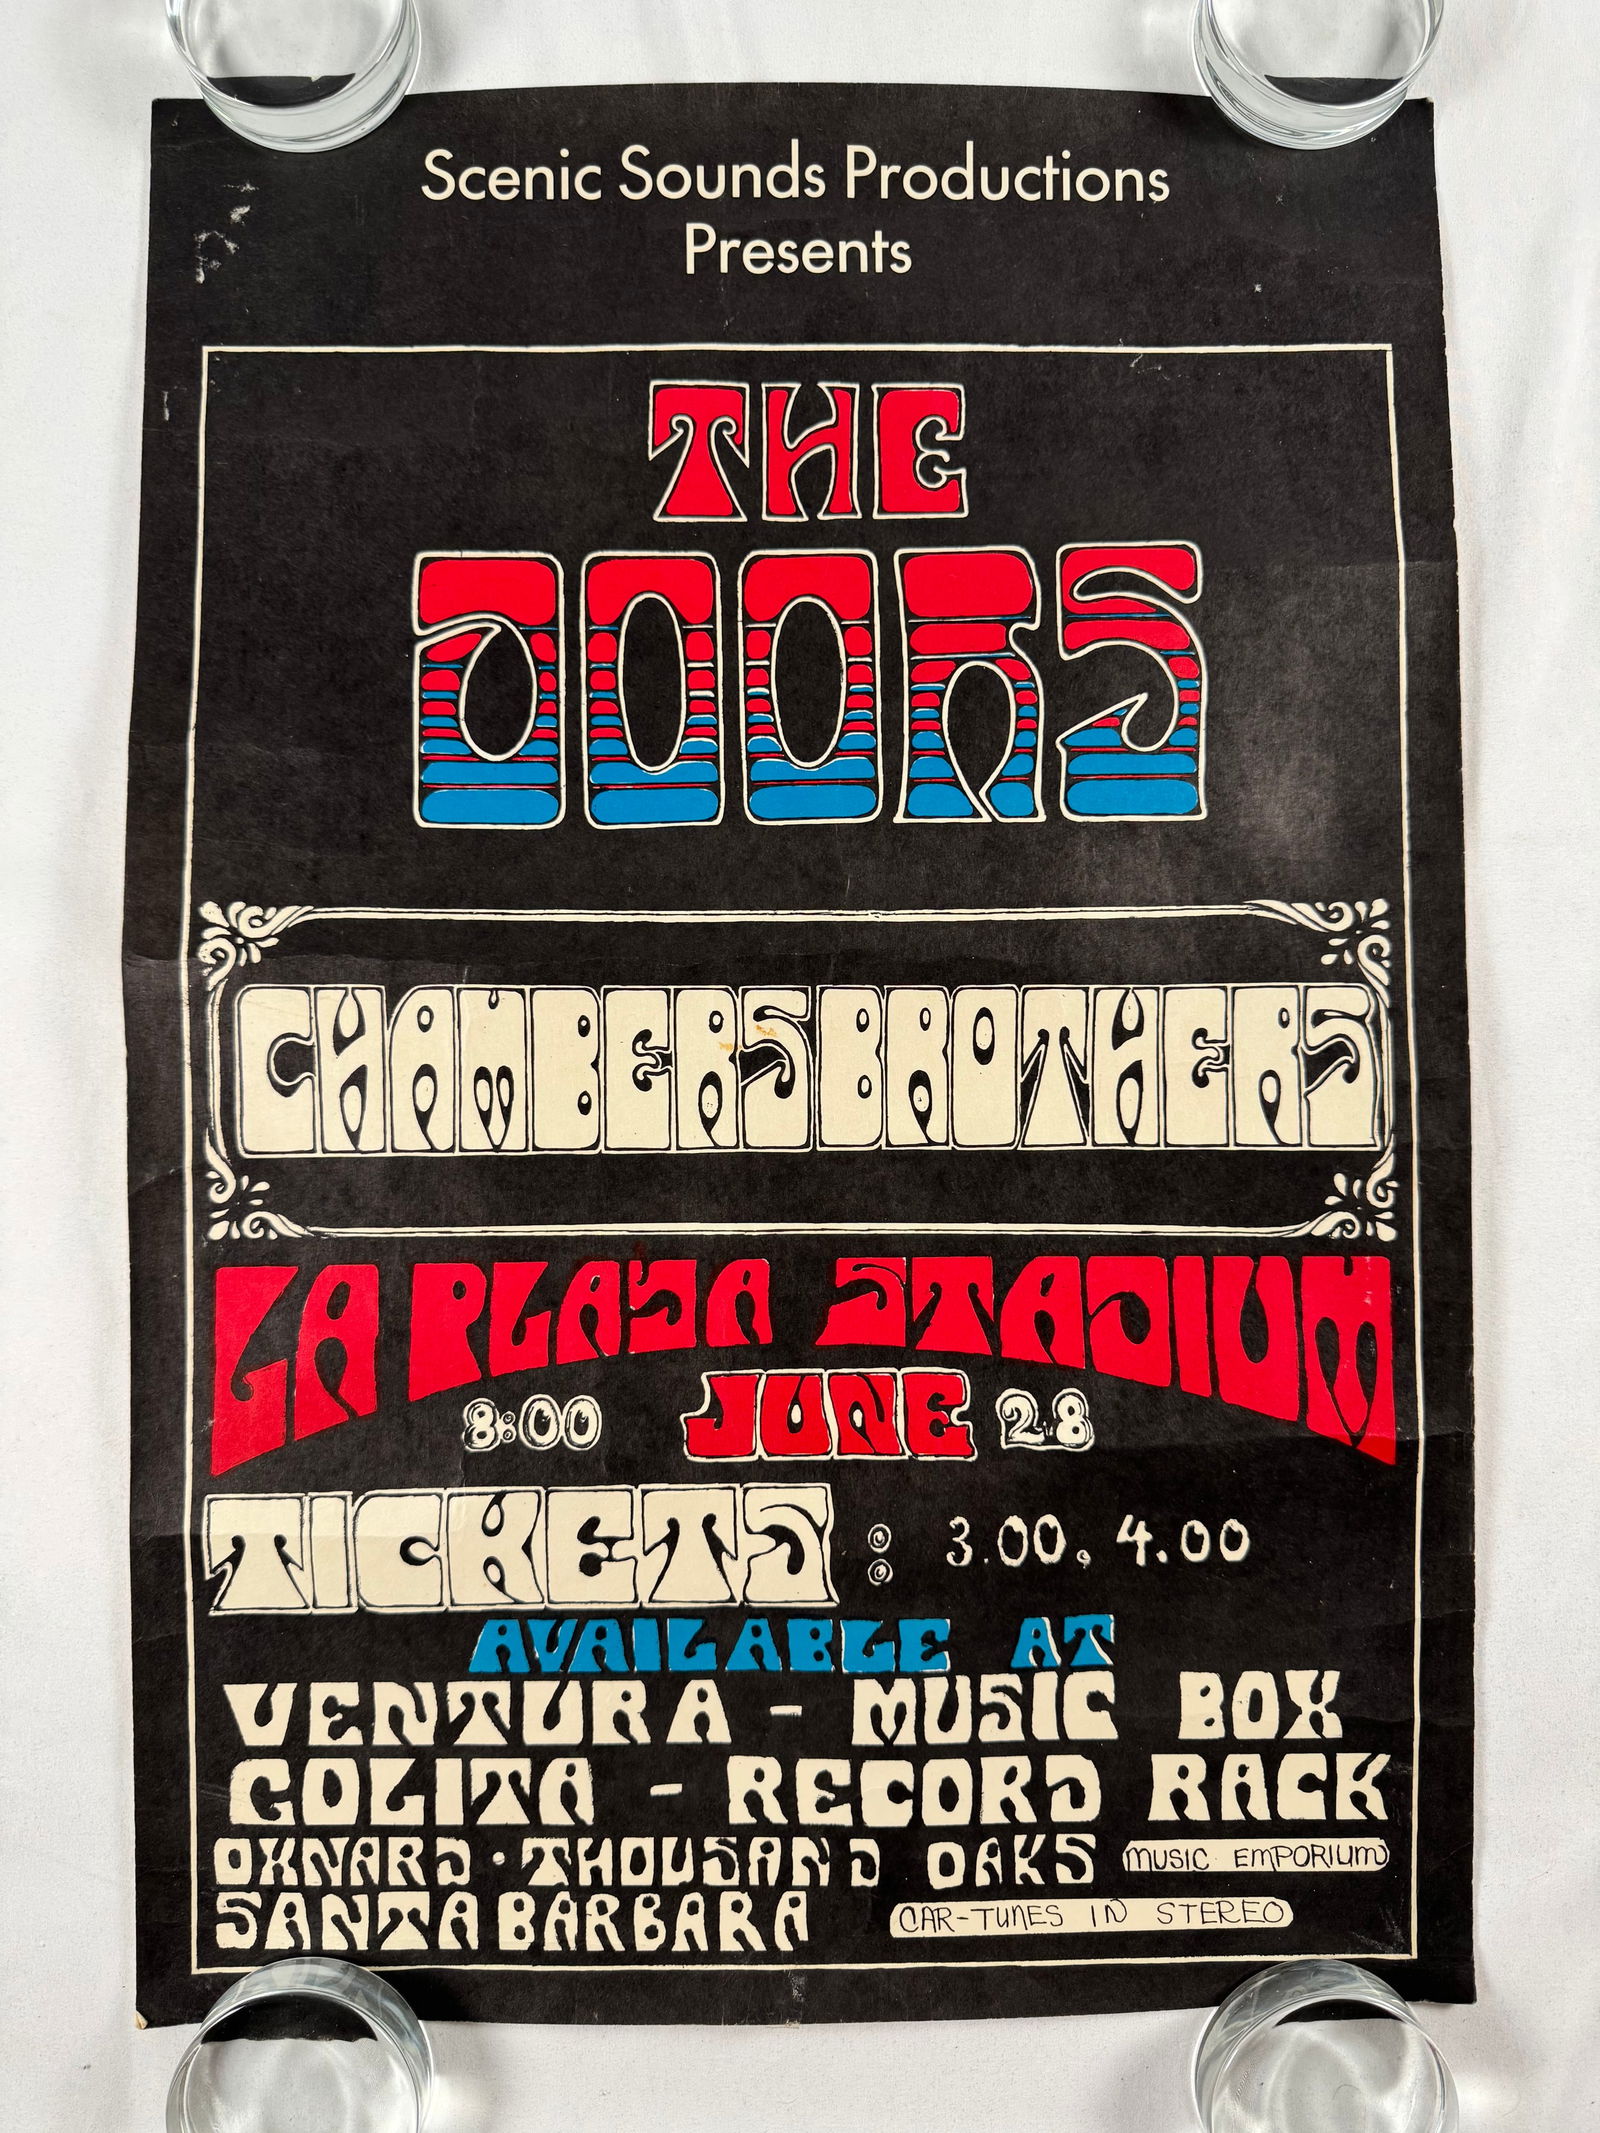 Scenic Sounds Productions
Presents
THE
DOORS
CHAMBERS BROTHERS
LA PLAYA STADIUM
8:00 JUNE 28
TICKETS : 3.00, 4.00
AVAILABLE AT
VENTURA - MUSIC BOX
GOLITA - RECORD RACK
OXNARD · THOUSAND OAKS MUSIC EMPORIUM
SANTA BARBARA CAR-TUNES IN STEREO